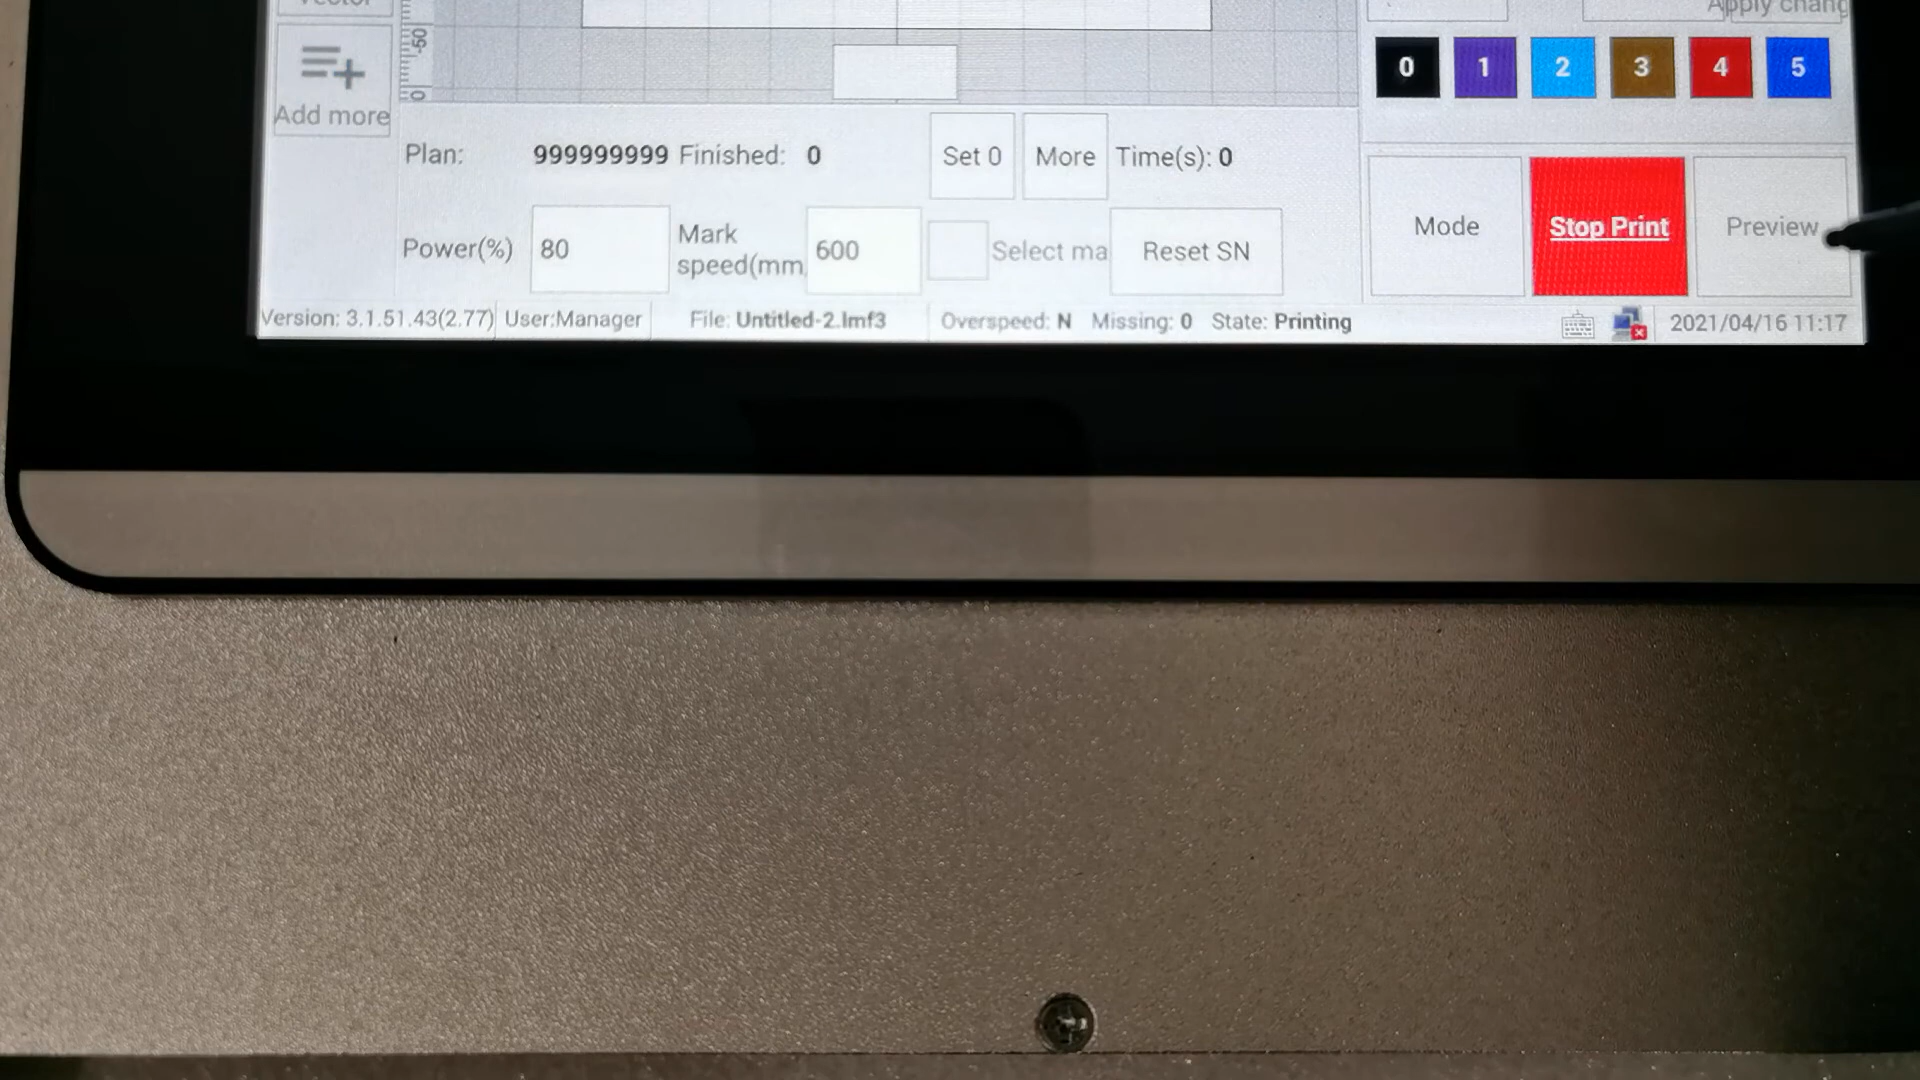 Apply chang
-50
0
0 1 2 3 4 5
Add more
Plan: 999999999 Finished: 0 Set 0 More Time(s): 0
Mode Stop Print Preview
Power(%) 80 Mark speed(mm 600 Select ma Reset SN
Version: 3.1.51.43(2.77) User:Manager File: Untitled-2.lmf3 Overspeed: N Missing: 0 State: Printing 2021/04/16 11:17